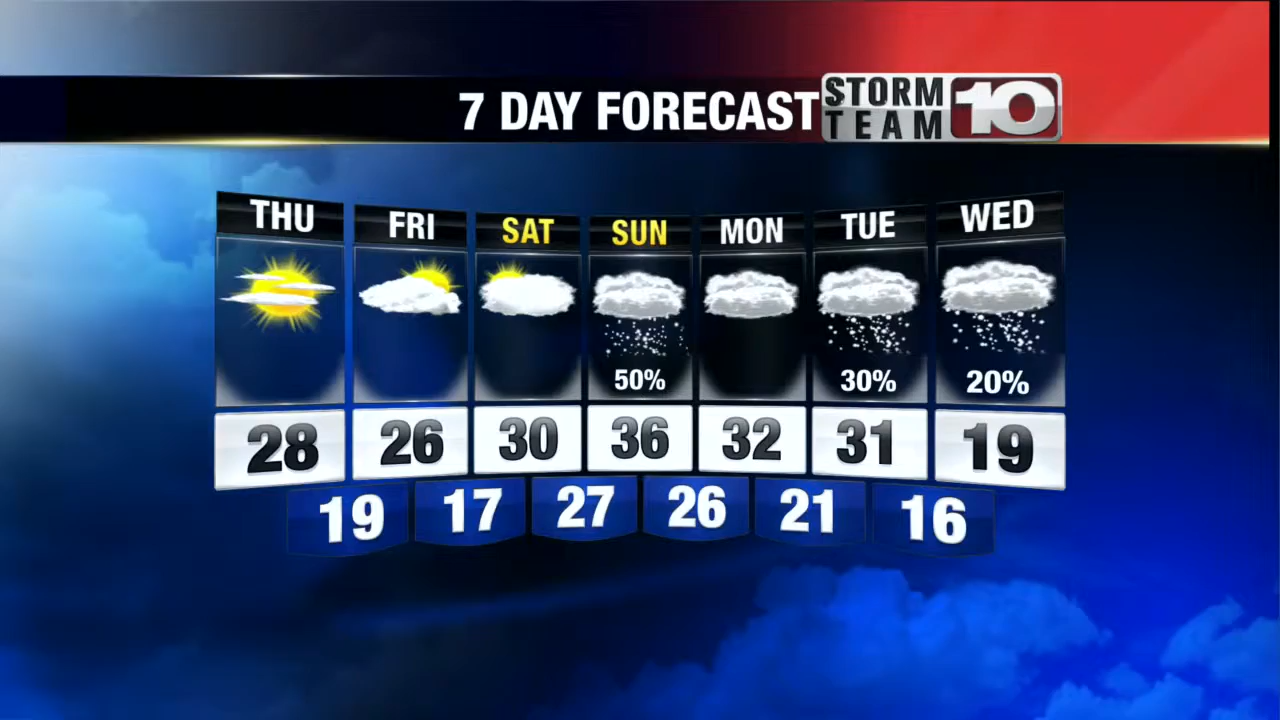 7 DAY FORECAST
STORM
TEAM
10
THU FRI SAT SUN MON TUE WED
50% 30% 20%
28 26 30 36 32 31 19
19 17 27 26 21 16